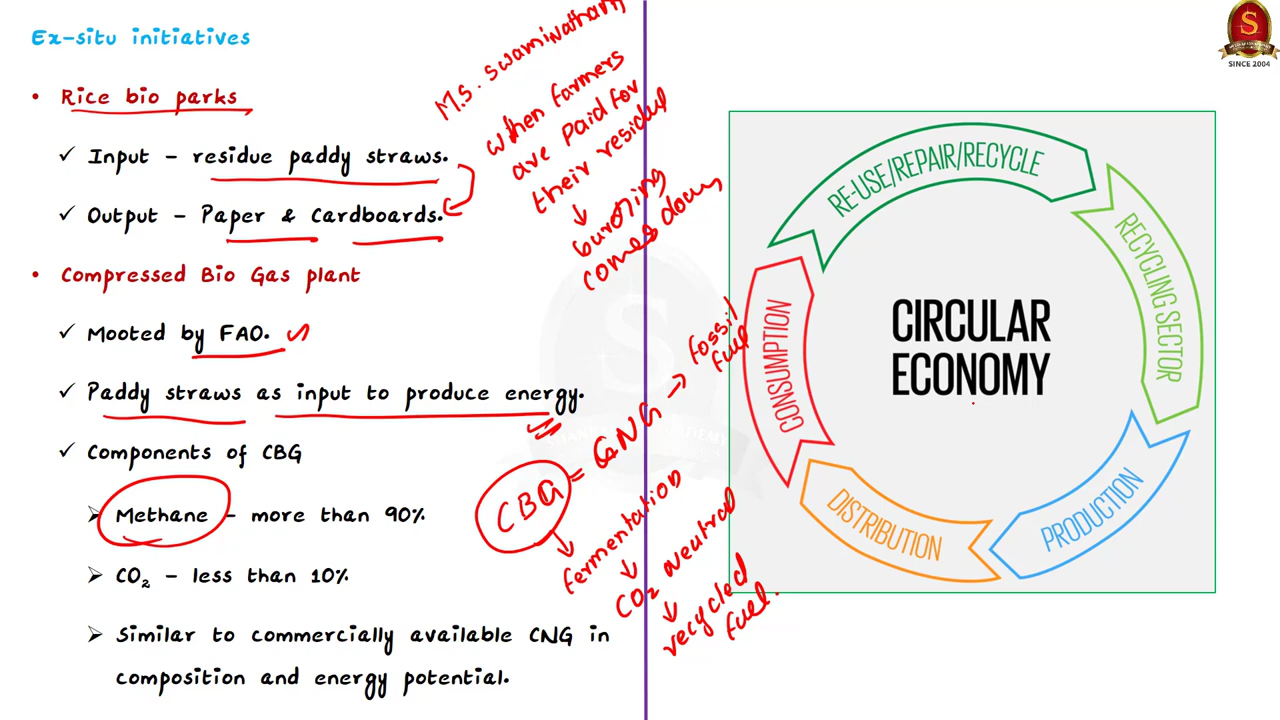 Ex-situ initiatives
• Rice bio parks
✓ Input – residue paddy straws.
✓ Output – Paper & Cardboards.
• Compressed Bio Gas plant
✓ Mooted by FAO.
✓ Paddy straws as input to produce energy.
✓ Components of CBG
➢ Methane – more than 90%
➢ CO₂ – less than 10%
➢ Similar to commercially available CNG in
composition and energy potential.
M.S. Swaminathan
When farmers
are paid for
their residue
↓
burning
comes down
CBG = CNG → fossil
fuel
↓
fermentation
↓
CO₂ neutral
↓
recycled
fuel.
S
SINCE 2004
RE-USE/REPAIR/RECYCLE
RECYCLING SECTOR
PRODUCTION
DISTRIBUTION
CONSUMPTION
CIRCULAR
ECONOMY